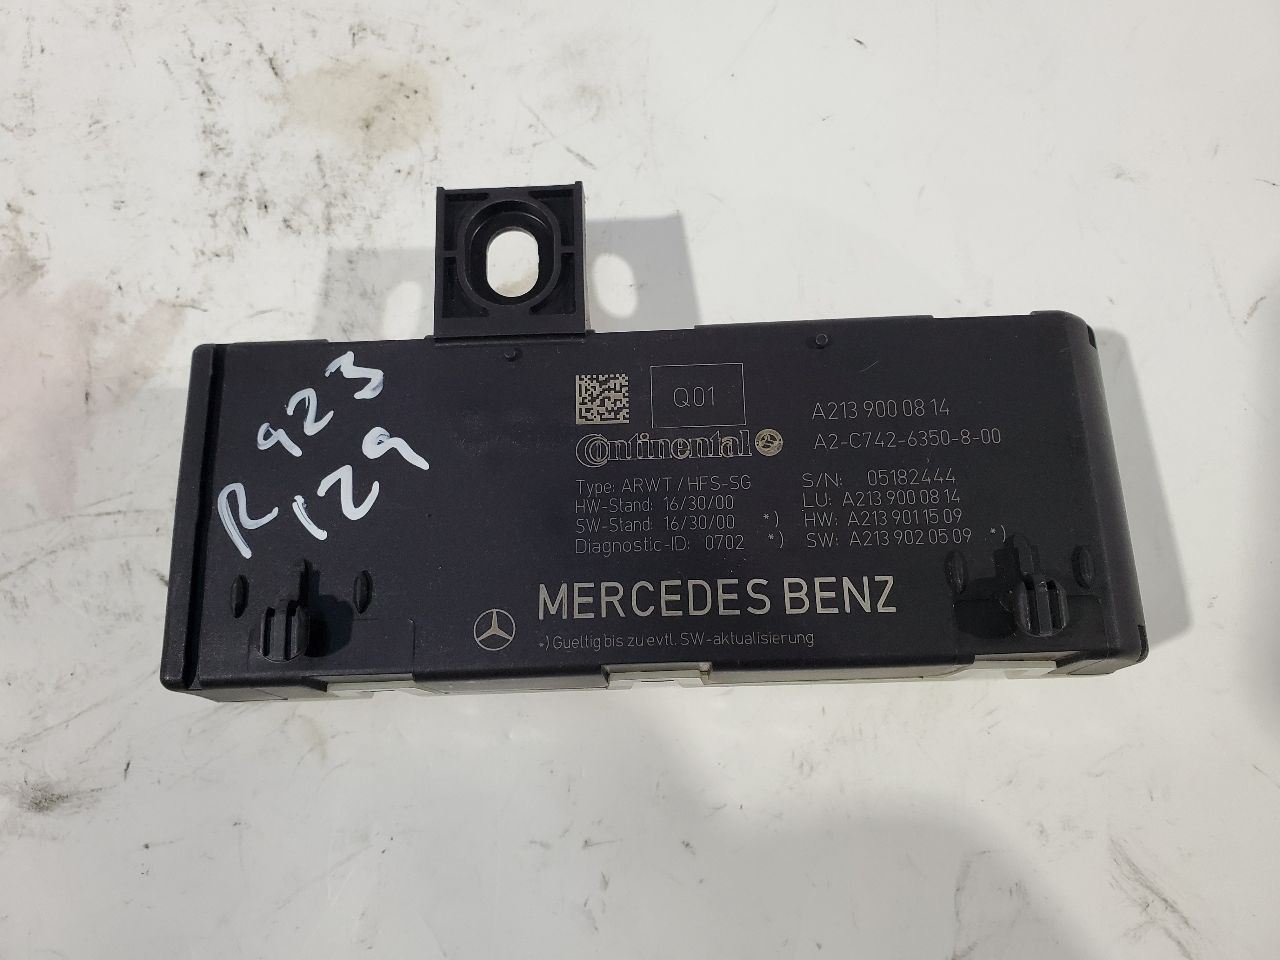 R 923
129
Q01
Continental
A213 900 08 14
A2-C742-6350-8-00
Type: ARWT/HFS-SG
HW-Stand: 16/30/00
SW-Stand: 16/30/00 *)
Diagnostic-ID: 0702 *)
S/N: 05182444
LU: A213 900 08 14
HW: A213 901 15 09
SW: A213 902 05 09 *)
MERCEDES BENZ
*) Gueltig bis zu evtl. SW-aktualisierung